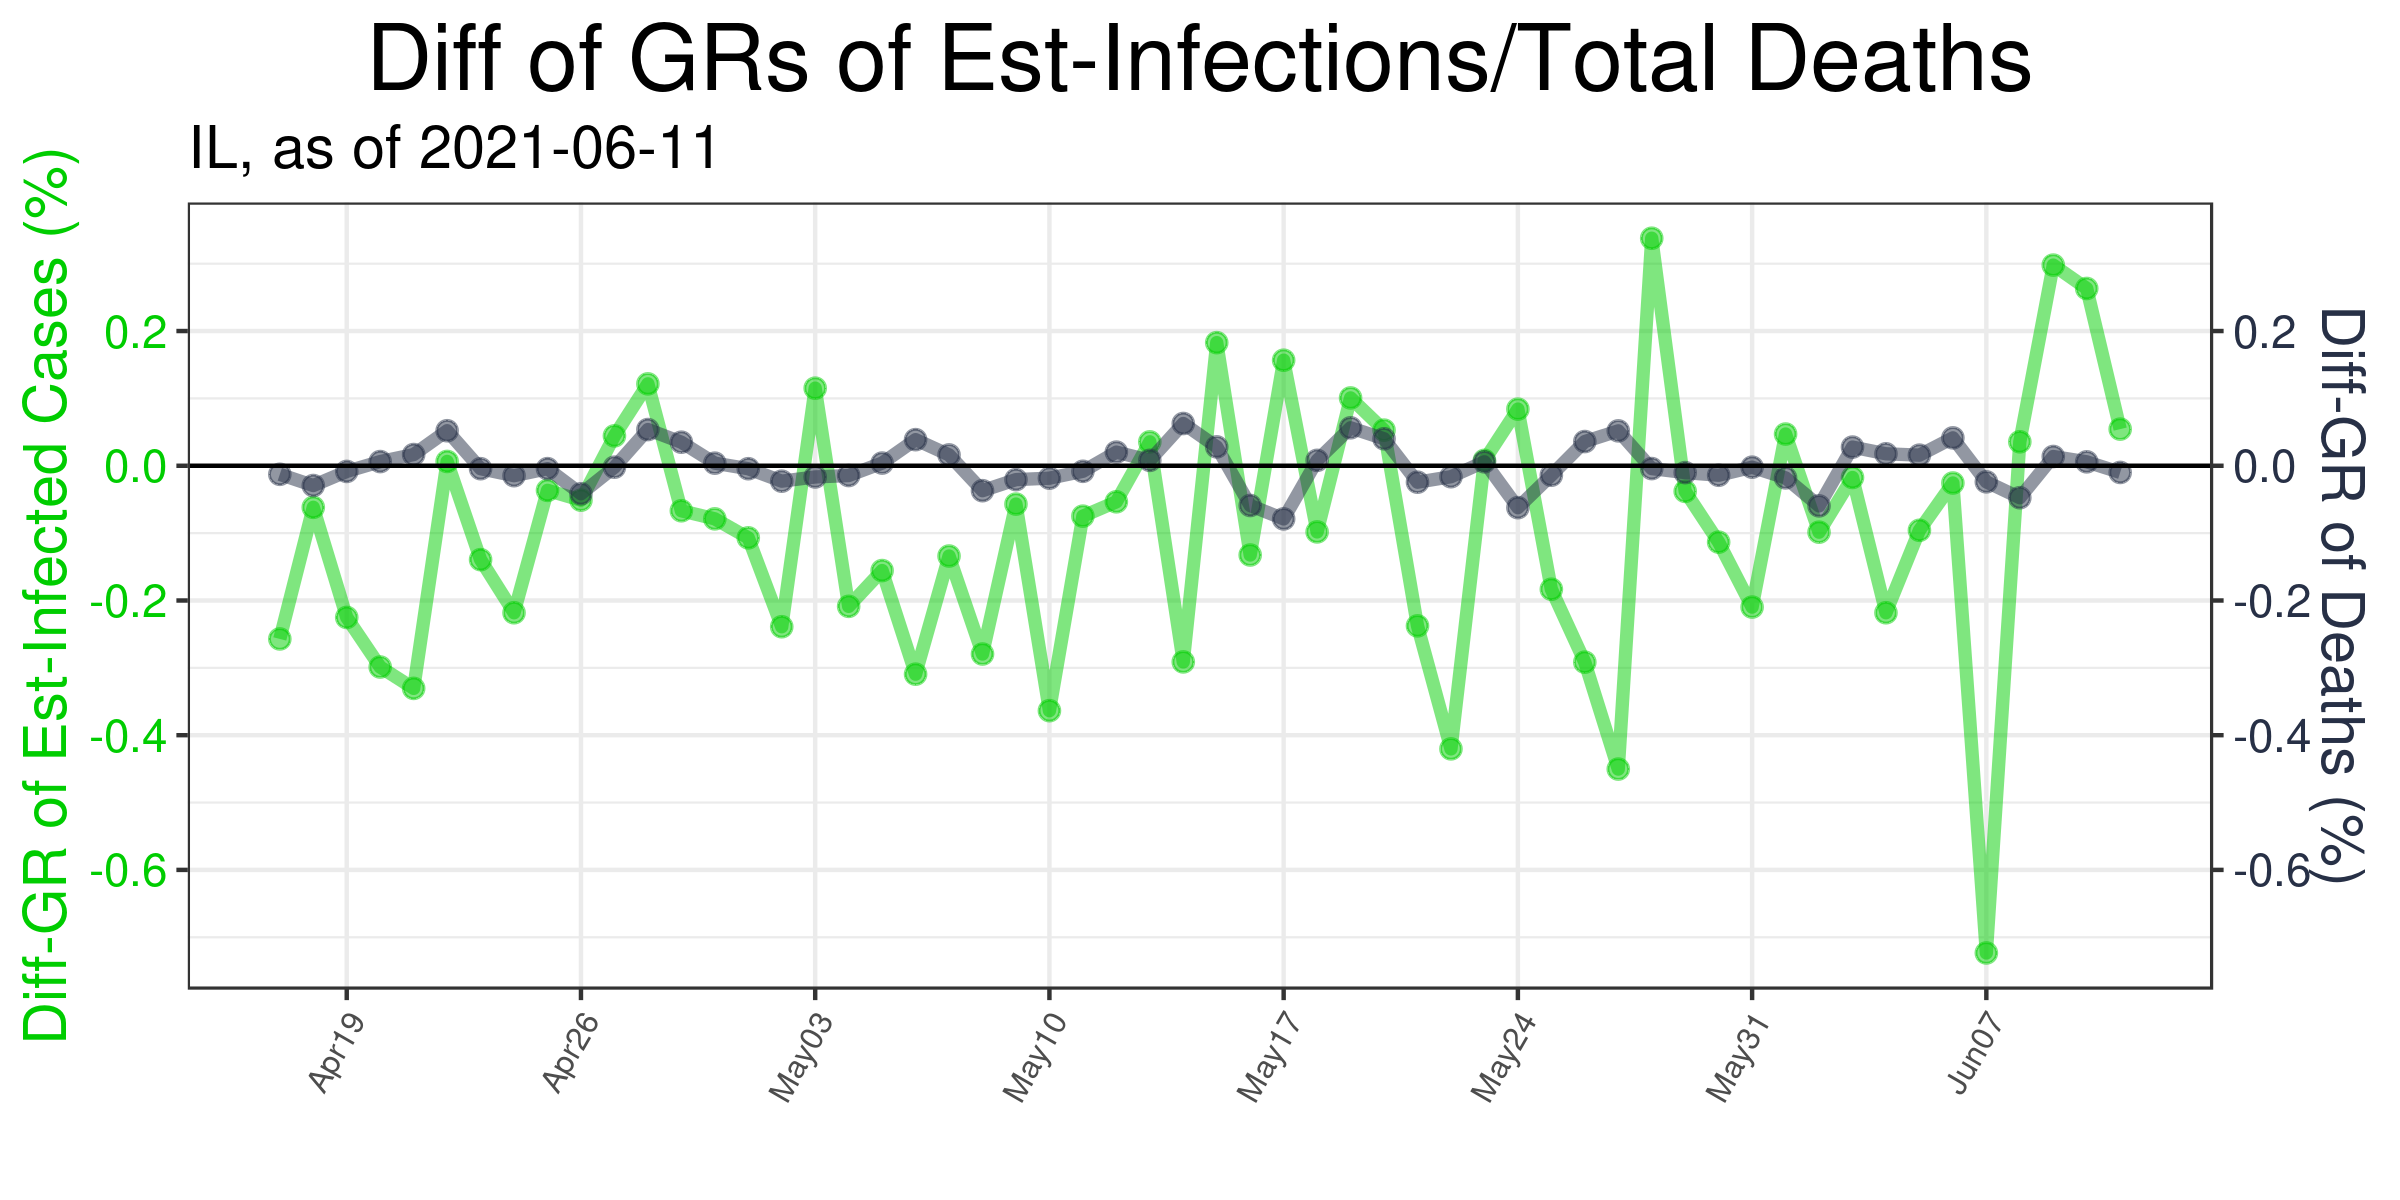 Diff of GRs of Est-Infections/Total Deaths
IL, as of 2021-06-11
Diff-GR of Est-Infected Cases (%)
0.2
0.0
-0.2
-0.4
-0.6
0.2
0.0
-0.2
-0.4
-0.6
Diff-GR of Deaths (%)
Apr19
Apr26
May03
May10
May17
May24
May31
Jun07